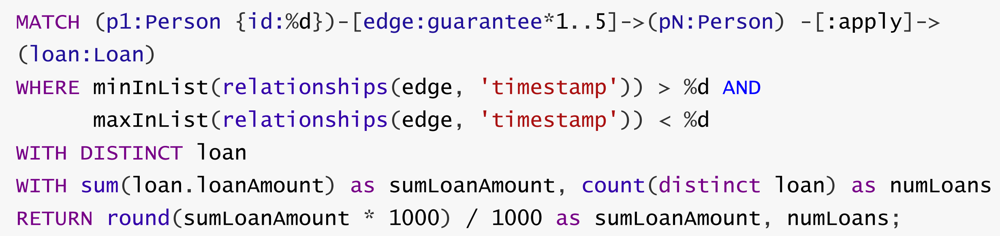 MATCH (p1:Person {id:%d})-[edge:guarantee*1..5]->(pN:Person) -[:apply]->
(loan:Loan)
WHERE minInList(relationships(edge, 'timestamp')) > %d AND
      maxInList(relationships(edge, 'timestamp')) < %d
WITH DISTINCT loan
WITH sum(loan.loanAmount) as sumLoanAmount, count(distinct loan) as numLoans
RETURN round(sumLoanAmount * 1000) / 1000 as sumLoanAmount, numLoans;